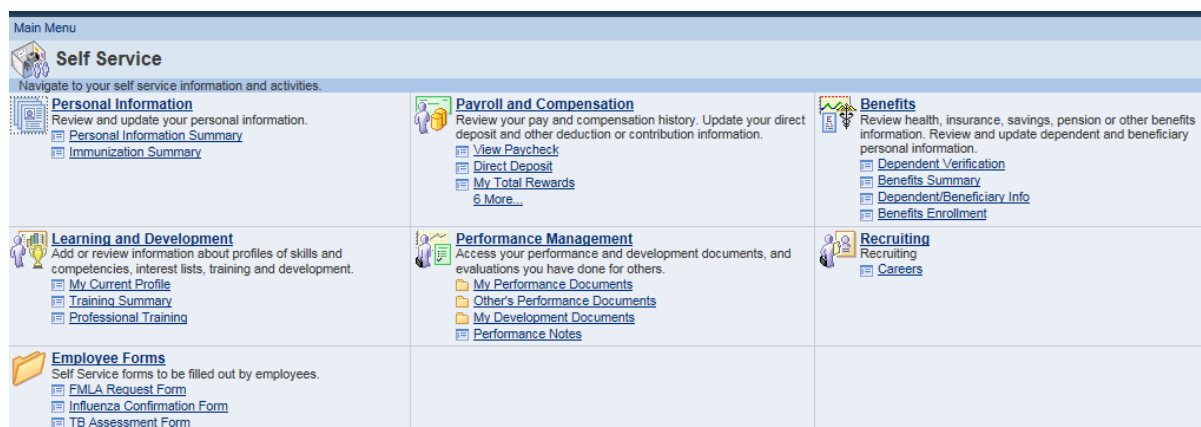 Main Menu
Self Service
Navigate to your self service information and activities.
Personal Information
Review and update your personal information.
Personal Information Summary
Immunization Summary
Payroll and Compensation
Review your pay and compensation history. Update your direct
deposit and other deduction or contribution information.
View Paycheck
Direct Deposit
My Total Rewards
6 More...
Benefits
Review health, insurance, savings, pension or other benefits
information. Review and update dependent and beneficiary
personal information.
Dependent Verification
Benefits Summary
Dependent/Beneficiary Info
Benefits Enrollment
Learning and Development
Add or review information about profiles of skills and
competencies, interest lists, training and development.
My Current Profile
Training Summary
Professional Training
Performance Management
Access your performance and development documents, and
evaluations you have done for others.
My Performance Documents
Other's Performance Documents
My Development Documents
Performance Notes
Recruiting
Recruiting
Careers
Employee Forms
Self Service forms to be filled out by employees.
FMLA Request Form
Influenza Confirmation Form
TB Assessment Form